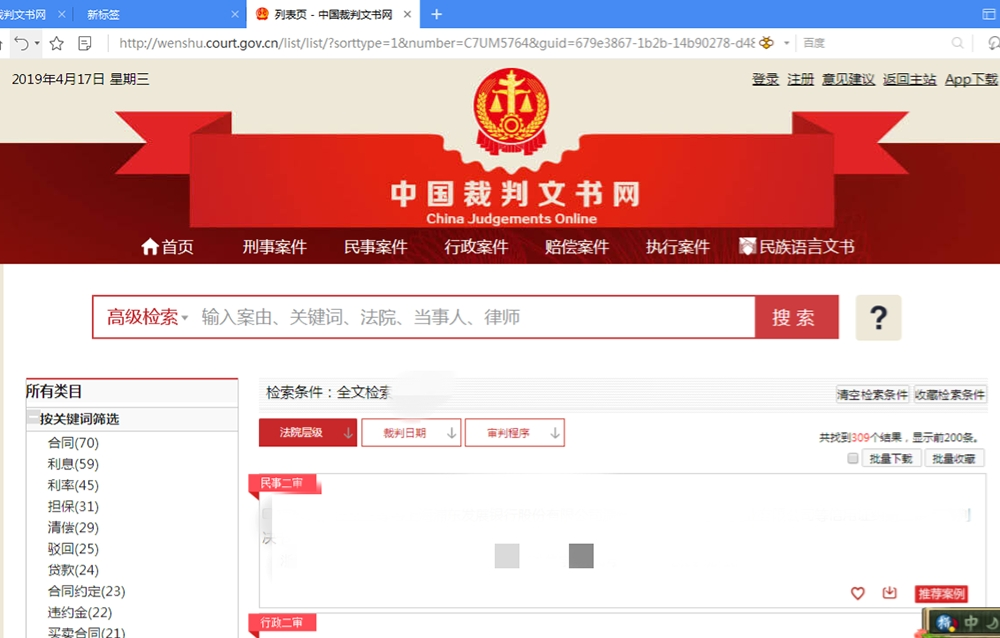 裁判文书网 新标签 列表页 - 中国裁判文书网
http://wenshu.court.gov.cn/list/list/?sorttype=1&number=C7UM5764&guid=679e3867-1b2b-14b90278-d48 百度
2019年4月17日 星期三 登录 注册 意见建议 返回主站 App下载
中国裁判文书网
China Judgements Online
首页 刑事案件 民事案件 行政案件 赔偿案件 执行案件 民族语言文书
高级检索 输入案由、关键词、法院、当事人、律师 搜索 ?
所有类目
按关键词筛选
合同(70)
利息(59)
利率(45)
担保(31)
清偿(29)
驳回(25)
贷款(24)
合同约定(23)
违约金(22)
买卖合同(21)
检索条件：全文检索 清空检索条件 收藏检索条件
法院层级 裁判日期 审判程序
共找到309个结果，显示前200条。
批量下载 批量收藏
民事二审
决
推荐案例
行政二审
中